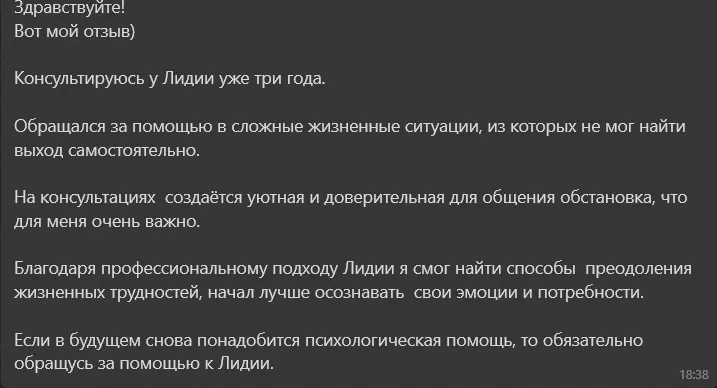 Здравствуйте!
Вот мой отзыв)
Консультируюсь у Лидии уже три года.
Обращался за помощью в сложные жизненные ситуации, из которых не мог найти
выход самостоятельно.
На консультациях  создаётся уютная и доверительная для общения обстановка, что
для меня очень важно.
Благодаря профессиональному подходу Лидии я смог найти способы  преодоления
жизненных трудностей, начал лучше осознавать  свои эмоции и потребности.
Если в будущем снова понадобится психологическая помощь, то обязательно
обращусь за помощью к Лидии.
18:38